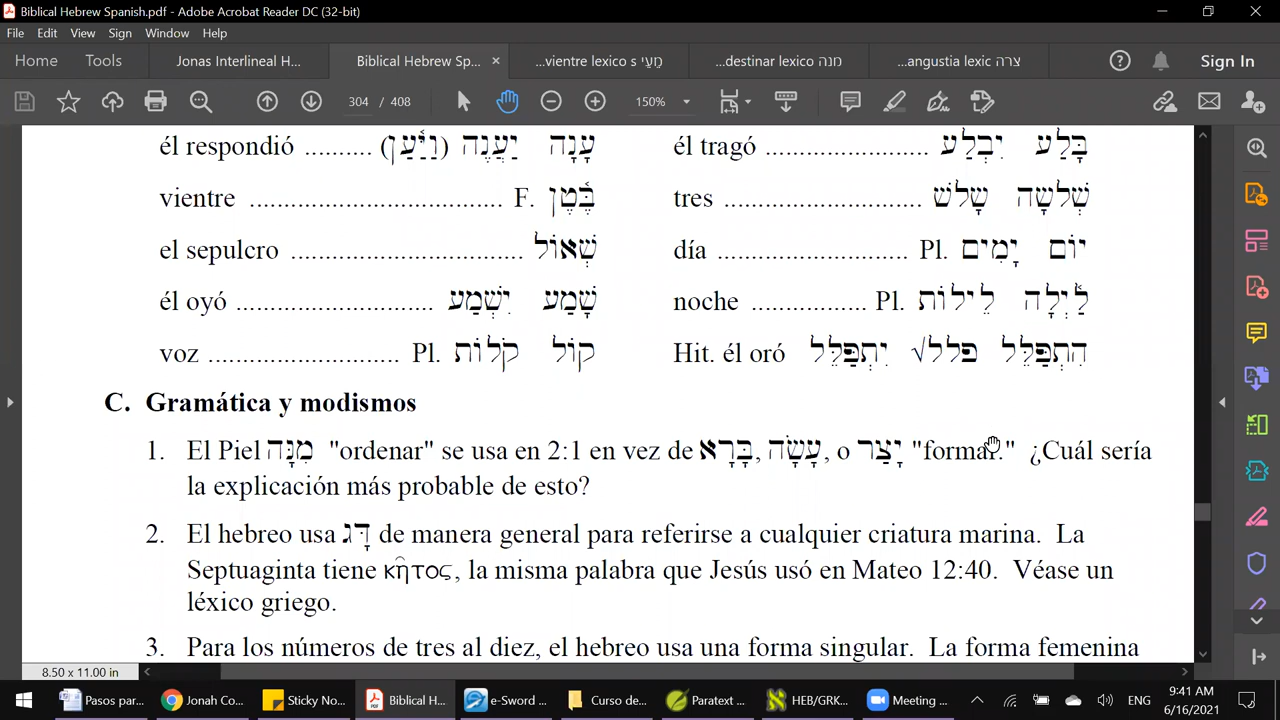 Biblical Hebrew Spanish.pdf - Adobe Acrobat Reader DC (32-bit)
File Edit View Sign Window Help
Home Tools Jonas Interlineal H... Biblical Hebrew Sp... × ...vientre lexico s מֵעֶי ...destinar lexico מנה ...angustia lexic צרה Sign In
304 / 408 150%
él respondió ......... (וַיַּ֫עַן) יַעֲנֶה עָנָה él tragó ....................... יִבְלַע בָּלַע
vientre .................................. F. בֶּ֫טֶן tres ............................ שְׁלֹשָׁה שָׁלֹשׁ
el sepulcro ............................... שְׁאוֹל día .......................... Pl. יוֹם יָמִים
él oyó ............................. שָׁמַע יִשְׁמַע noche ................ Pl. לַ֫יְלָה לֵילוֹת
voz ........................... Pl. קוֹל קֹלוֹת Hit. él oró הִתְפַּלֵּל √פלל יִתְפַּלֵּל
C. Gramática y modismos
1. El Piel מִנָּה "ordenar" se usa en 2:1 en vez de בָּרָא, עָשָׂה, o יָצַר "formar." ¿Cuál sería
la explicación más probable de esto?
2. El hebreo usa דָּג de manera general para referirse a cualquier criatura marina. La
Septuaginta tiene κῆτος, la misma palabra que Jesús usó en Mateo 12:40. Véase un
léxico griego.
3. Para los números de tres al diez, el hebreo usa una forma singular. La forma femenina
8.50 x 11.00 in
Pasos par... Jonah Co... Sticky No... Biblical H... e-Sword ... Curso de... Paratext ... HEB/GRK... Meeting ... ENG 9:41 AM
6/16/2021